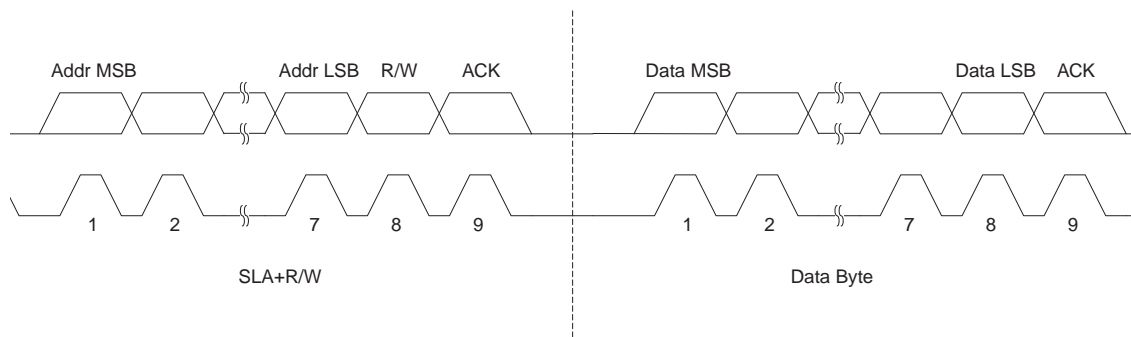 Addr MSB Addr LSB R/W ACK Data MSB Data LSB ACK
1 2 7 8 9 1 2 7 8 9
SLA+R/W Data Byte